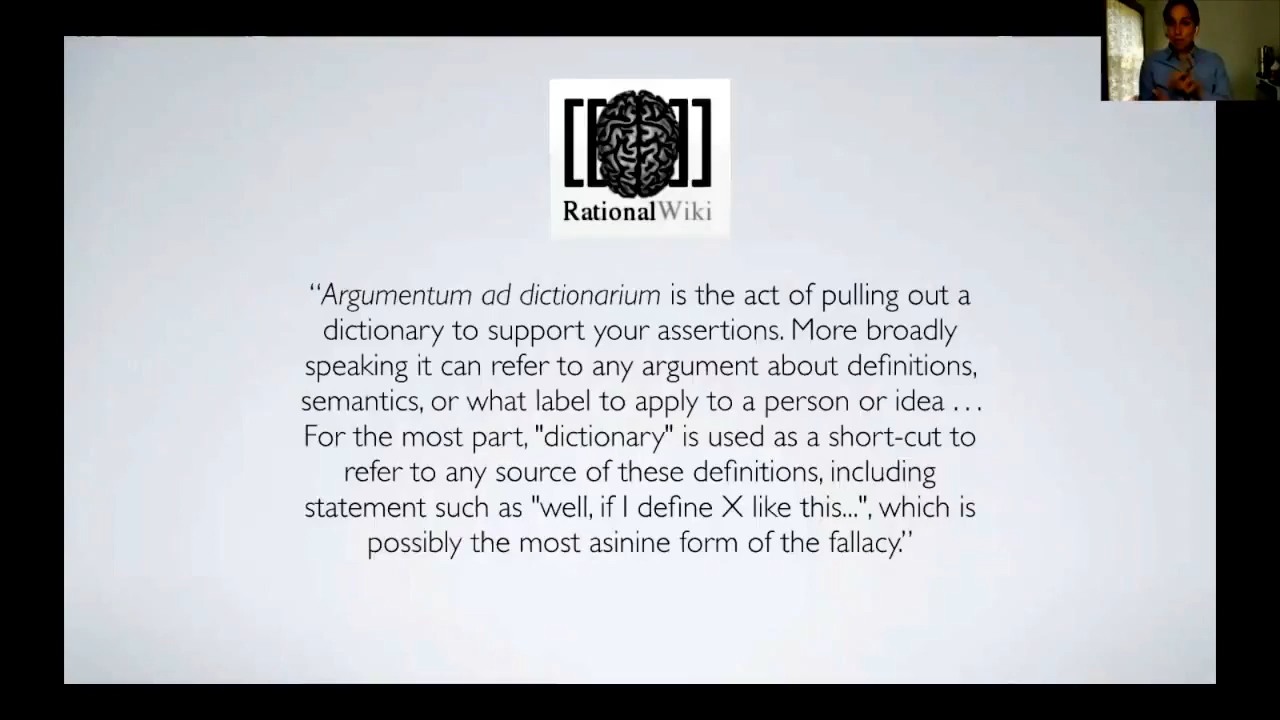 RationalWiki
“Argumentum ad dictionarium is the act of pulling out a
dictionary to support your assertions. More broadly
speaking it can refer to any argument about definitions,
semantics, or what label to apply to a person or idea . . .
For the most part, "dictionary" is used as a short-cut to
refer to any source of these definitions, including
statement such as "well, if I define X like this...", which is
possibly the most asinine form of the fallacy.”